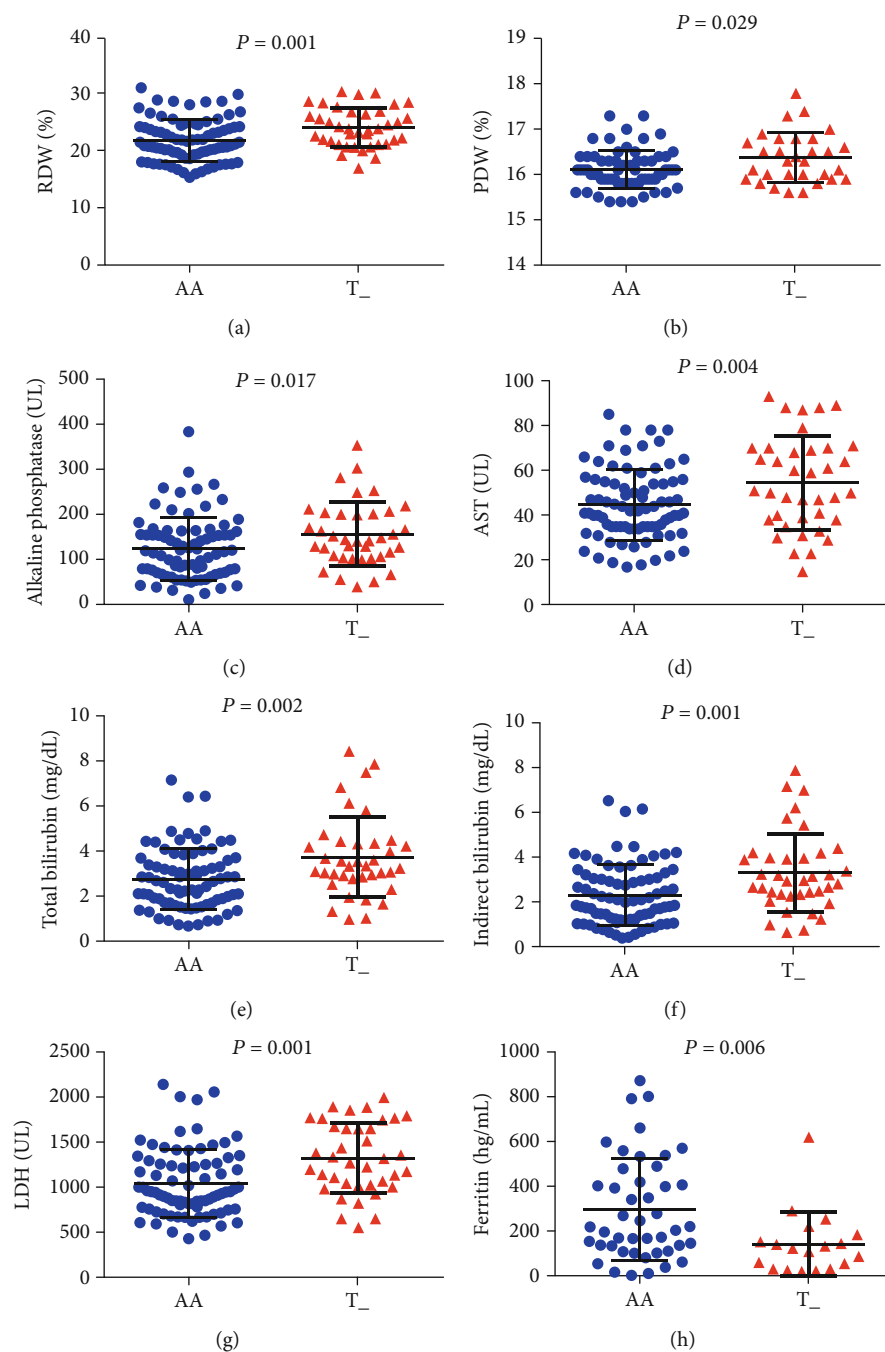 P = 0.001
RDW (%)
40
30
20
10
0
AA
T_
(a)
P = 0.029
PDW (%)
19
18
17
16
15
14
AA
T_
(b)
P = 0.017
Alkaline phosphatase (UL)
500
400
300
200
100
0
AA
T_
(c)
P = 0.004
AST (UL)
100
80
60
40
20
0
AA
T_
(d)
P = 0.002
Total bilirubin (mg/dL)
10
8
6
4
2
0
AA
T_
(e)
P = 0.001
Indirect bilirubin (mg/dL)
10
8
6
4
2
0
AA
T_
(f)
P = 0.001
LDH (UL)
2500
2000
1500
1000
500
0
AA
T_
(g)
P = 0.006
Ferritin (hg/mL)
1000
800
600
400
200
0
AA
T_
(h)